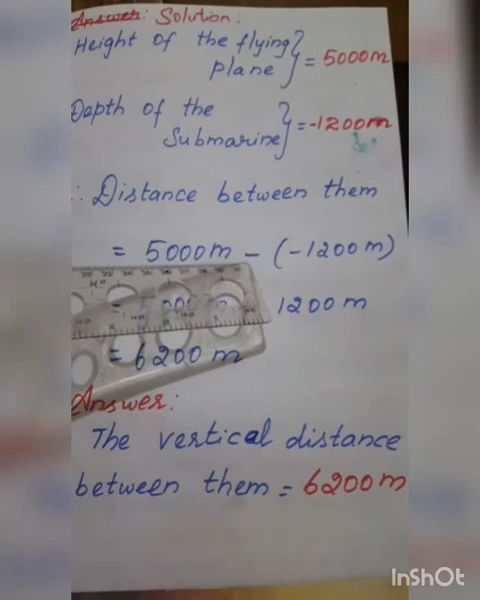 Answer: Solution:
Height of the flying
plane } = 5000m
Depth of the
Submarine } = -1200m
∴ Distance between them
= 5000m - (-1200m)
1200m
= 6200 m
Answer:
The vertical distance
between them = 6200m
InShOt